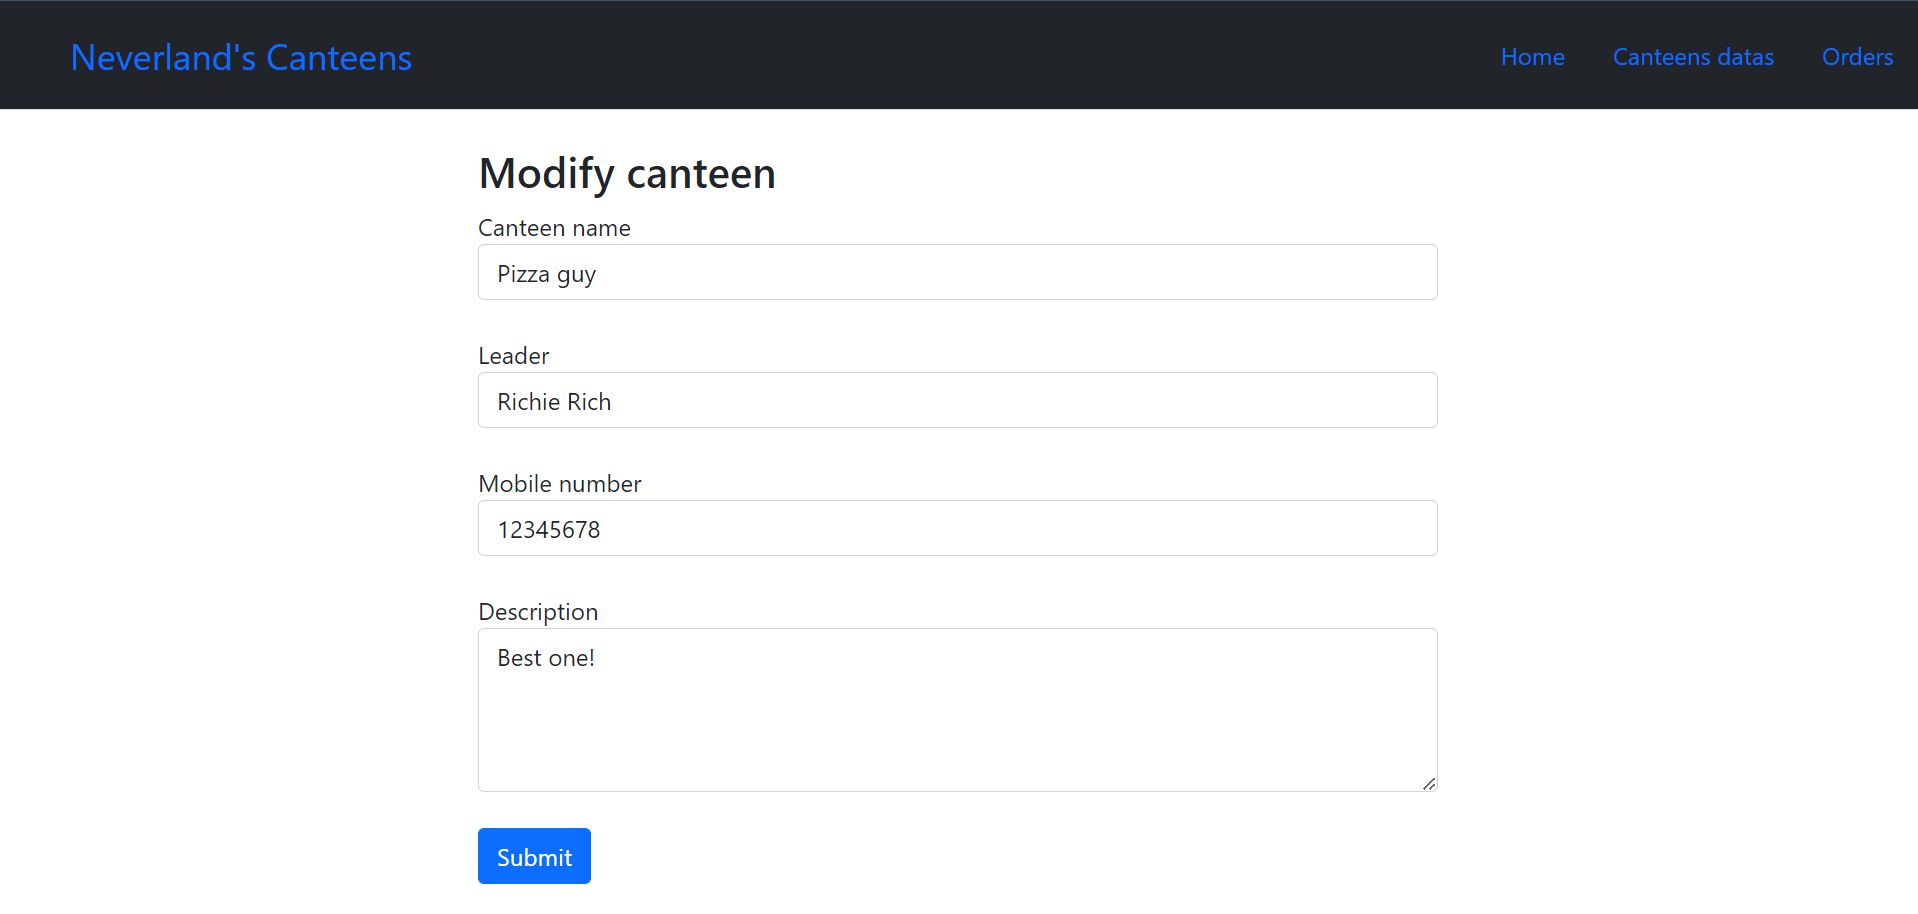 Neverland's Canteens
Home
Canteens datas
Orders
Modify canteen
Canteen name
Pizza guy
Leader
Richie Rich
Mobile number
12345678
Description
Best one!
Submit